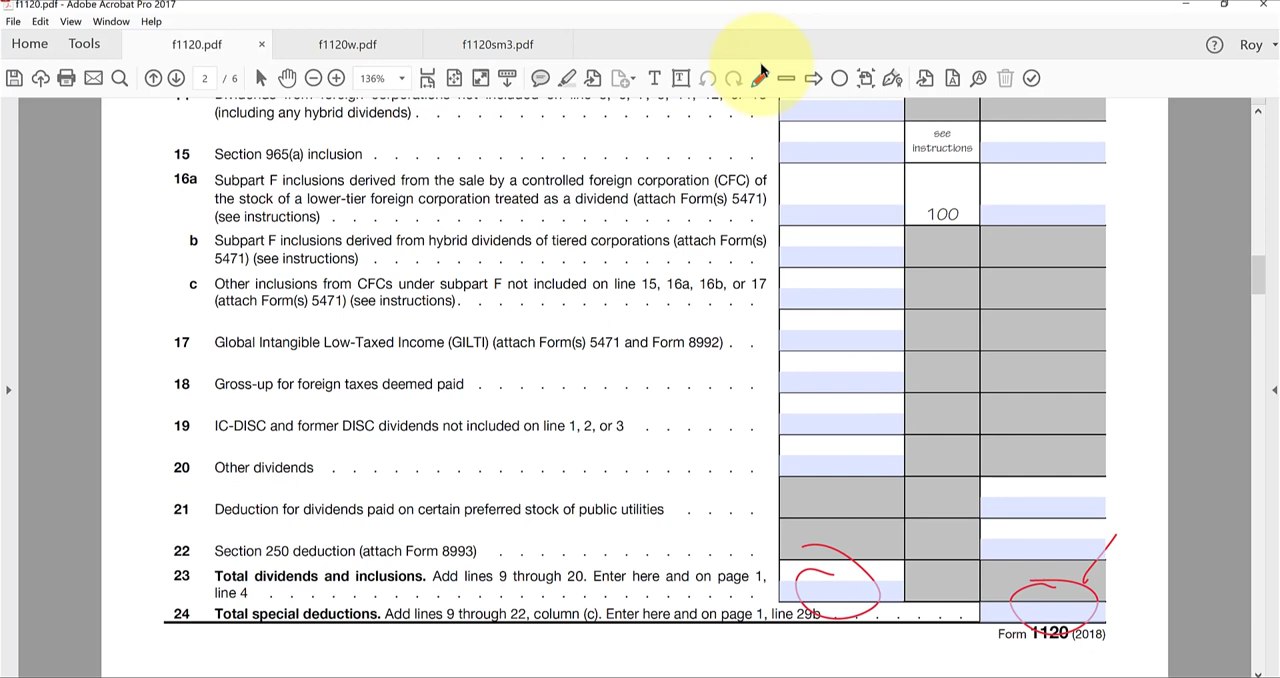 f1120.pdf - Adobe Acrobat Pro 2017
File Edit View Window Help
Home Tools f1120.pdf × f1120w.pdf f1120sm3.pdf ? Roy
2 / 6 136%
(including any hybrid dividends) . . . . . . . . . . . . .
15 Section 965(a) inclusion . . . . . . . . . . . . . . . see instructions
16a Subpart F inclusions derived from the sale by a controlled foreign corporation (CFC) of
the stock of a lower-tier foreign corporation treated as a dividend (attach Form(s) 5471)
(see instructions) . . . . . . . . . . . . . . . . . 100
b Subpart F inclusions derived from hybrid dividends of tiered corporations (attach Form(s)
5471) (see instructions) . . . . . . . . . . . . . . .
c Other inclusions from CFCs under subpart F not included on line 15, 16a, 16b, or 17
(attach Form(s) 5471) (see instructions) . . . . . . . . . . .
17 Global Intangible Low-Taxed Income (GILTI) (attach Form(s) 5471 and Form 8992) . .
18 Gross-up for foreign taxes deemed paid . . . . . . . . . . .
19 IC-DISC and former DISC dividends not included on line 1, 2, or 3 . . . . .
20 Other dividends . . . . . . . . . . . . . . . . .
21 Deduction for dividends paid on certain preferred stock of public utilities . . . .
22 Section 250 deduction (attach Form 8993) . . . . . . . . . .
23 Total dividends and inclusions. Add lines 9 through 20. Enter here and on page 1,
line 4 . . . . . . . . . . . . . . . . . . .
24 Total special deductions. Add lines 9 through 22, column (c). Enter here and on page 1, line 29b . . . . . .
Form 1120 (2018)